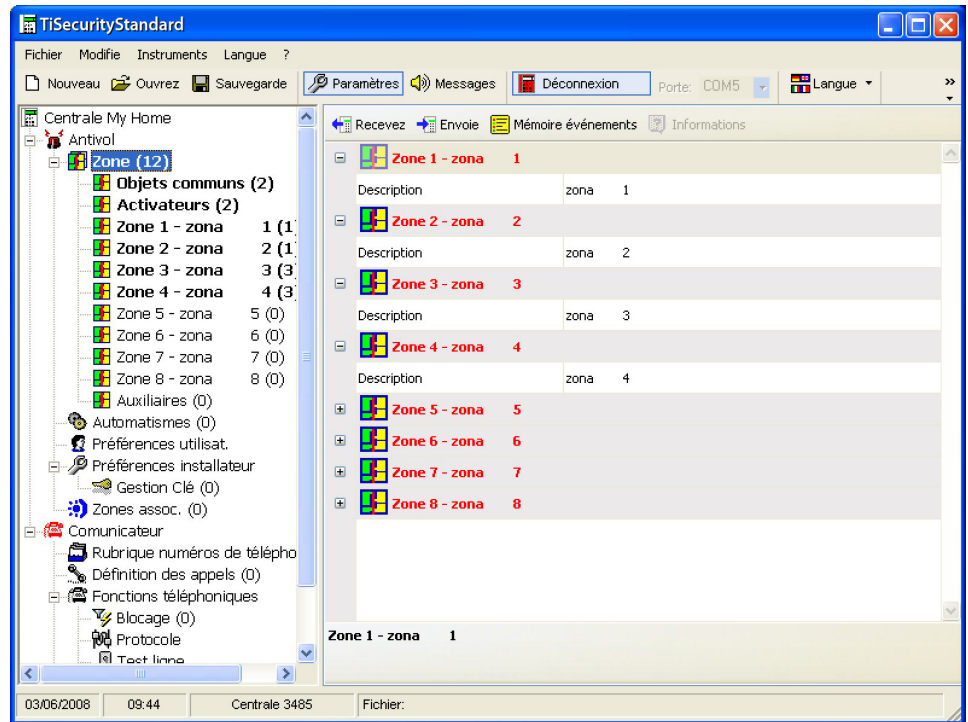 TiSecurityStandard
Fichier Modifie Instruments Langue ?
Nouveau Ouvrez Sauvegarde Paramètres Messages Déconnexion Porte: COM5 Langue »
Centrale My Home
Antivol
Zone (12)
Objets communs (2)
Activateurs (2)
Zone 1 - zona 1 (1
Zone 2 - zona 2 (1
Zone 3 - zona 3 (3
Zone 4 - zona 4 (3
Zone 5 - zona 5 (0)
Zone 6 - zona 6 (0)
Zone 7 - zona 7 (0)
Zone 8 - zona 8 (0)
Auxiliaires (0)
Automatismes (0)
Préférences utilisat.
Préférences installateur
Gestion Clé (0)
Zones assoc. (0)
Comunicateur
Rubrique numéros de télépho
Définition des appels (0)
Fonctions téléphoniques
Blocage (0)
Protocole
Test ligne
Recevez Envoie Mémoire événements Informations
Zone 1 - zona 1
Description zona 1
Zone 2 - zona 2
Description zona 2
Zone 3 - zona 3
Description zona 3
Zone 4 - zona 4
Description zona 4
Zone 5 - zona 5
Zone 6 - zona 6
Zone 7 - zona 7
Zone 8 - zona 8
Zone 1 - zona 1
03/06/2008 09:44 Centrale 3485 Fichier: